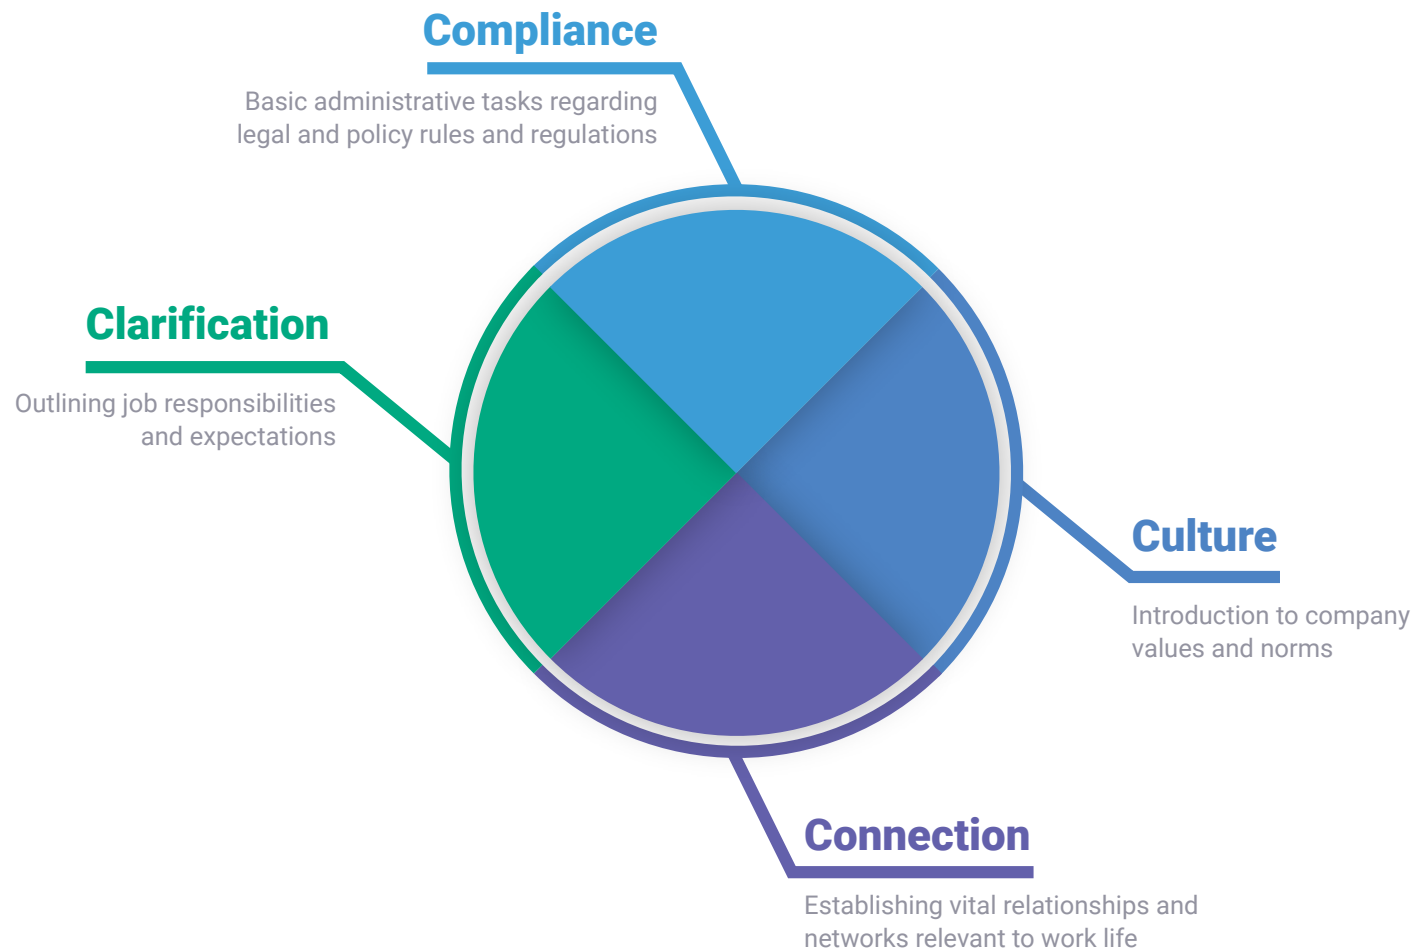 Compliance
Basic administrative tasks regarding
legal and policy rules and regulations
Clarification
Outlining job responsibilities
and expectations
Culture
Introduction to company
values and norms
Connection
Establishing vital relationships and
networks relevant to work life